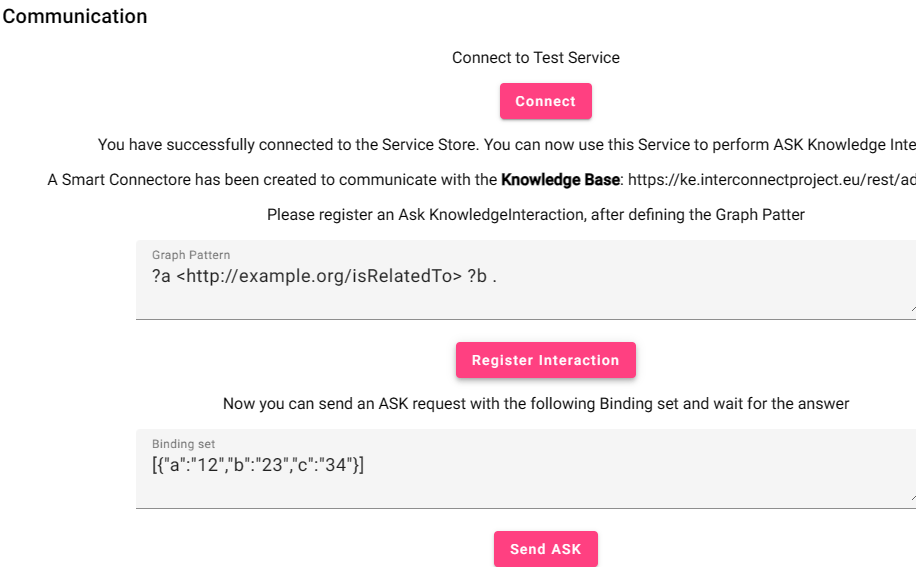 Communication
Connect to Test Service
Connect
You have successfully connected to the Service Store. You can now use this Service to perform ASK Knowledge Inte
A Smart Connectore has been created to communicate with the Knowledge Base: https://ke.interconnectproject.eu/rest/ad
Please register an Ask KnowledgeInteraction, after defining the Graph Patter
Graph Pattern
?a <http://example.org/isRelatedTo> ?b .
Register Interaction
Now you can send an ASK request with the following Binding set and wait for the answer
Binding set
[{"a":"12","b":"23","c":"34"}]
Send ASK